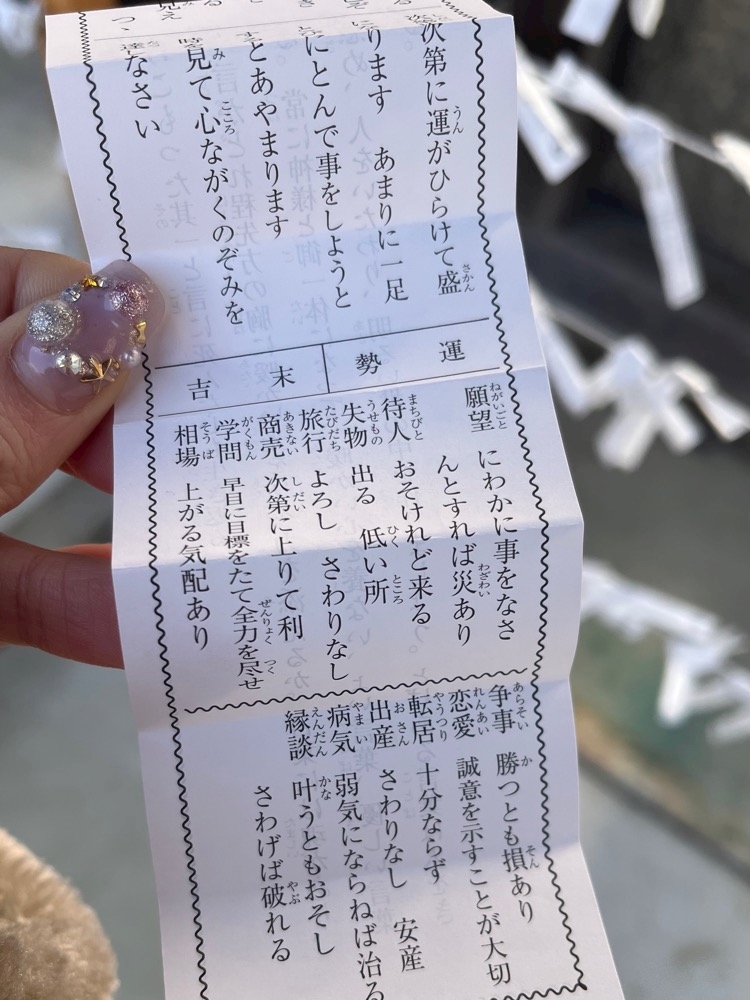 次第に運がひらけて盛
ります あまりに一足
にとんで事をしようと
とあやまります
見て心ながくのぞみを
なさい
運勢
末吉
願望 にわかに事をなさ
んとすれば災あり
待人 おそけれど来る
失物 出る 低い所
旅行 よろし さわりなし
商売 次第に上りて利
学問 早目に目標をたて全力を尽せ
相場 上がる気配あり
争事 勝つとも損あり
恋愛 誠意を示すことが大切
転居 十分ならず
出産 さわりなし 安産
病気 弱気にならねば治る
縁談 叶うともおそし
さわげば破れる